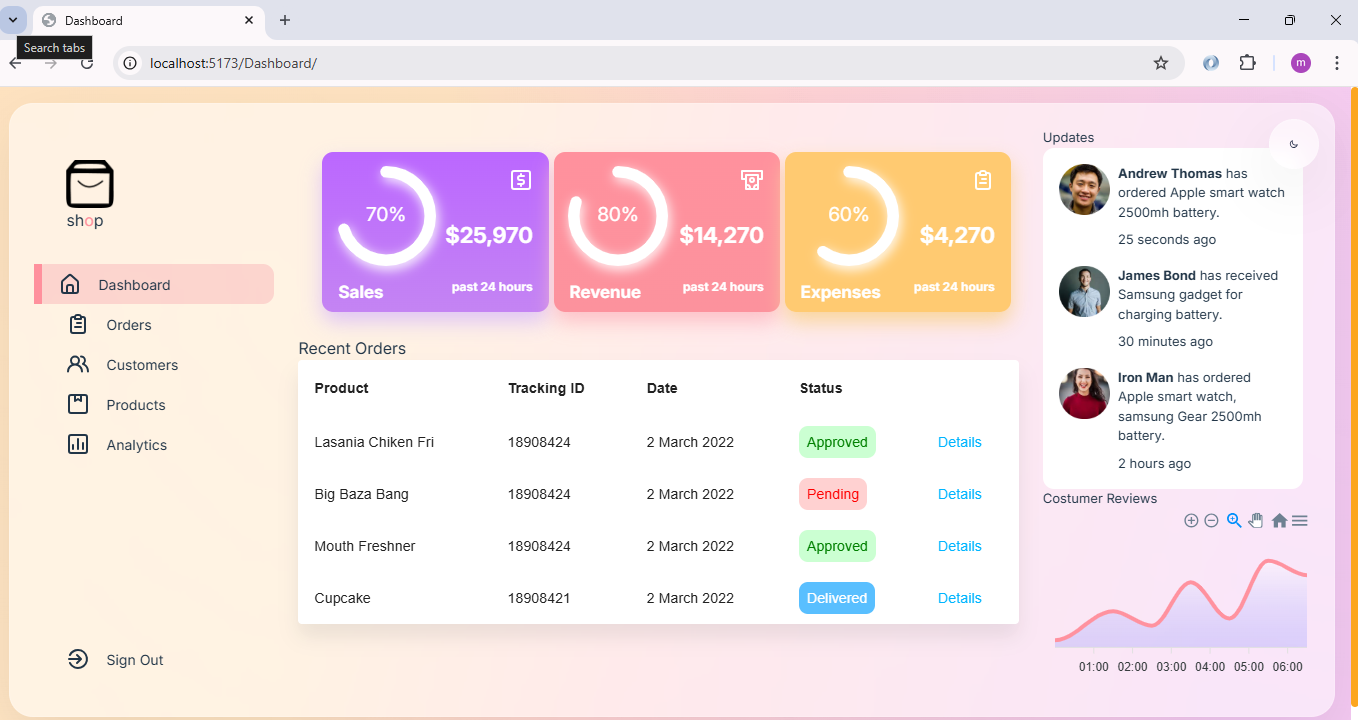 Dashboard
Search tabs
localhost:5173/Dashboard/
m
shop
Dashboard
Orders
Customers
Products
Analytics
Sign Out
70%
$25,970
Sales
past 24 hours
80%
$14,270
Revenue
past 24 hours
60%
$4,270
Expenses
past 24 hours
Recent Orders
Product Tracking ID Date Status
Lasania Chiken Fri 18908424 2 March 2022 Approved Details
Big Baza Bang 18908424 2 March 2022 Pending Details
Mouth Freshner 18908424 2 March 2022 Approved Details
Cupcake 18908421 2 March 2022 Delivered Details
Updates
Andrew Thomas has
ordered Apple smart watch
2500mh battery.
25 seconds ago
James Bond has received
Samsung gadget for
charging battery.
30 minutes ago
Iron Man has ordered
Apple smart watch,
samsung Gear 2500mh
battery.
2 hours ago
Costumer Reviews
01:00 02:00 03:00 04:00 05:00 06:00